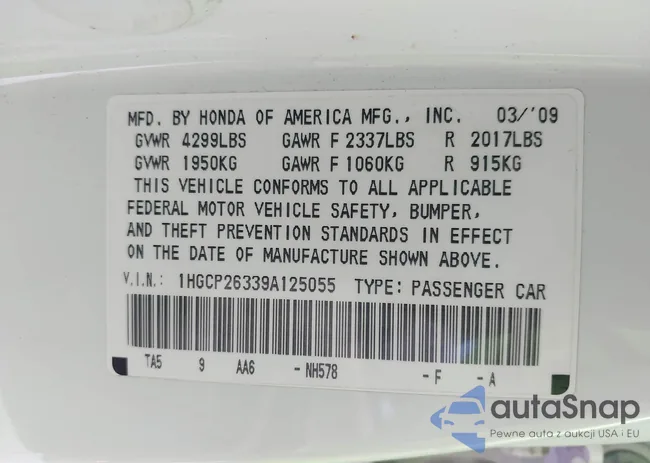 MFD. BY HONDA OF AMERICA MFG., INC. 03/'09
GVWR 4299LBS GAWR F 2337LBS R 2017LBS
GVWR 1950KG GAWR F 1060KG R 915KG
THIS VEHICLE CONFORMS TO ALL APPLICABLE
FEDERAL MOTOR VEHICLE SAFETY, BUMPER,
AND THEFT PREVENTION STANDARDS IN EFFECT
ON THE DATE OF MANUFACTURE SHOWN ABOVE.
V.I.N.: 1HGCP26339A125055 TYPE: PASSENGER CAR
TA5 9 AA6 -NH578 -F -A
autaSnap
Pewne auta z aukcji USA i EU